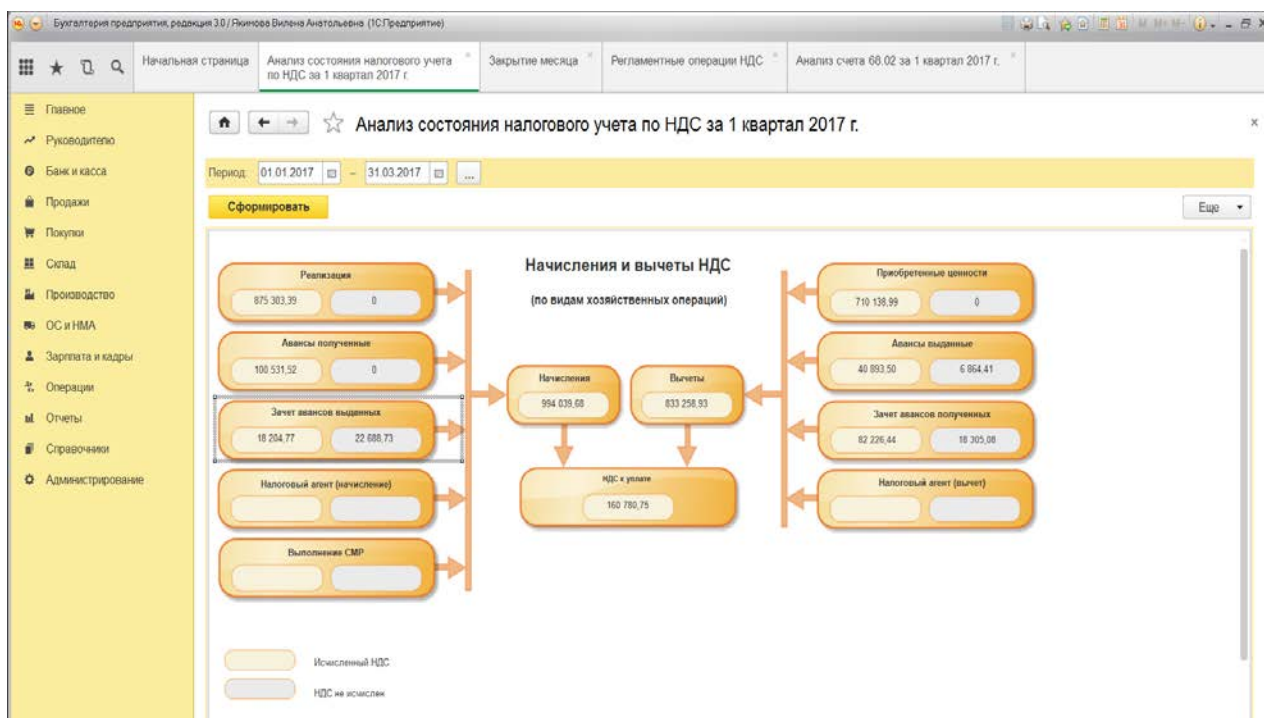 Бухгалтерия предприятия, редакция 3.0 / Якимова Вилена Анатольевна (1С:Предприятие)
M M+ M-
Начальная страница
Анализ состояния налогового учета
по НДС за 1 квартал 2017 г.
Закрытие месяца
Регламентные операции НДС
Анализ счета 68.02 за 1 квартал 2017 г.
Главное
Руководителю
Банк и касса
Продажи
Покупки
Склад
Производство
ОС и НМА
Зарплата и кадры
Операции
Отчеты
Справочники
Администрирование
Анализ состояния налогового учета по НДС за 1 квартал 2017 г.
Период: 01.01.2017 – 31.03.2017 ...
Сформировать
Еще
Начисления и вычеты НДС
(по видам хозяйственных операций)
Реализация
875 303,39 0
Авансы полученные
100 531,52 0
Зачет авансов выданных
18 204,77 22 688,73
Налоговый агент (начисление)
Выполнение СМР
Начисления
994 039,68
Вычеты
833 258,93
НДС к уплате
160 780,75
Приобретенные ценности
710 138,99 0
Авансы выданные
40 893,50 6 864,41
Зачет авансов полученных
82 226,44 18 305,08
Налоговый агент (вычет)
Исчисленный НДС
НДС не исчислен